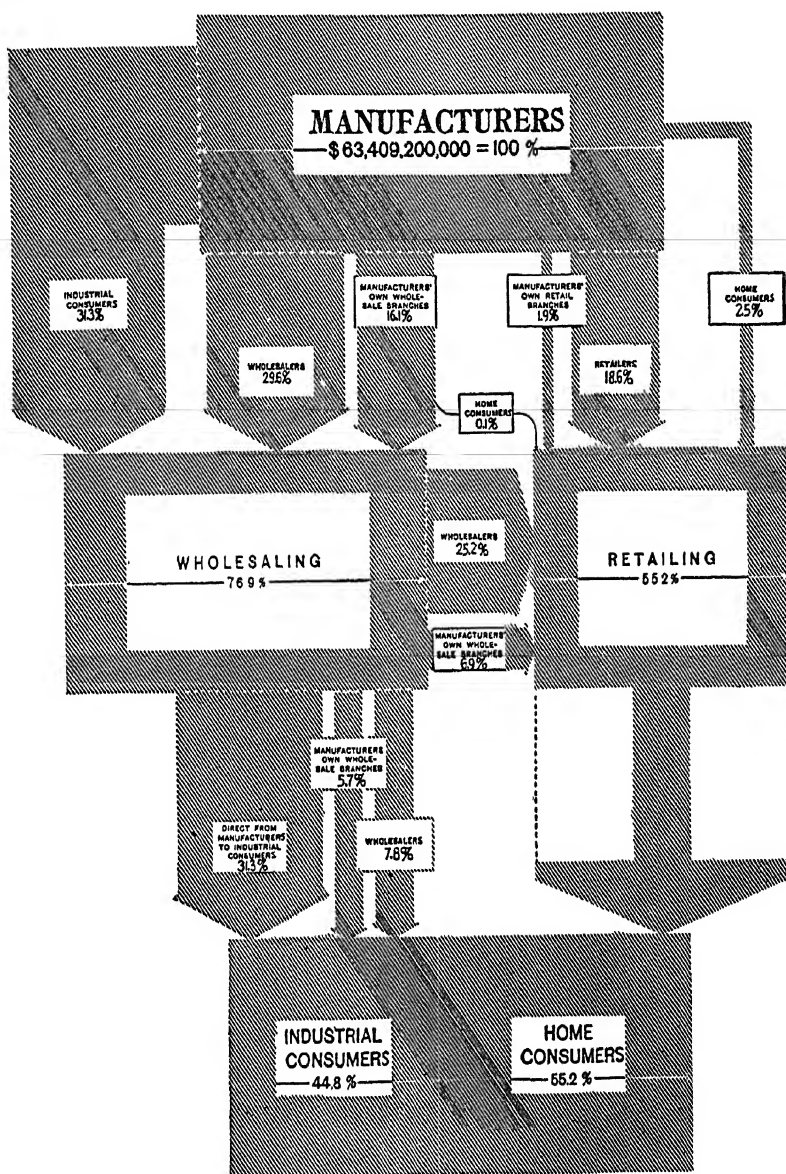 MANUFACTURERS
$ 63,409,200,000 = 100 %
INDUSTRIAL
CONSUMERS
31.3%
WHOLESALERS
29.6%
MANUFACTURERS'
OWN WHOLE-
SALE BRANCHES
16.1%
MANUFACTURERS'
OWN RETAIL
BRANCHES
1.9%
RETAILERS
18.6%
HOME
CONSUMERS
2.5%
HOME
CONSUMERS
0.1%
WHOLESALING
76.9%
WHOLESALERS
25.2%
MANUFACTURERS'
OWN WHOLE-
SALE BRANCHES
6.9%
RETAILING
55.2%
MANUFACTURERS
OWN WHOLE-
SALE BRANCHES
5.7%
DIRECT FROM
MANUFACTURERS
TO INDUSTRIAL
CONSUMERS
31.3%
WHOLESALERS
7.8%
INDUSTRIAL
CONSUMERS
44.8 %
HOME
CONSUMERS
55.2 %